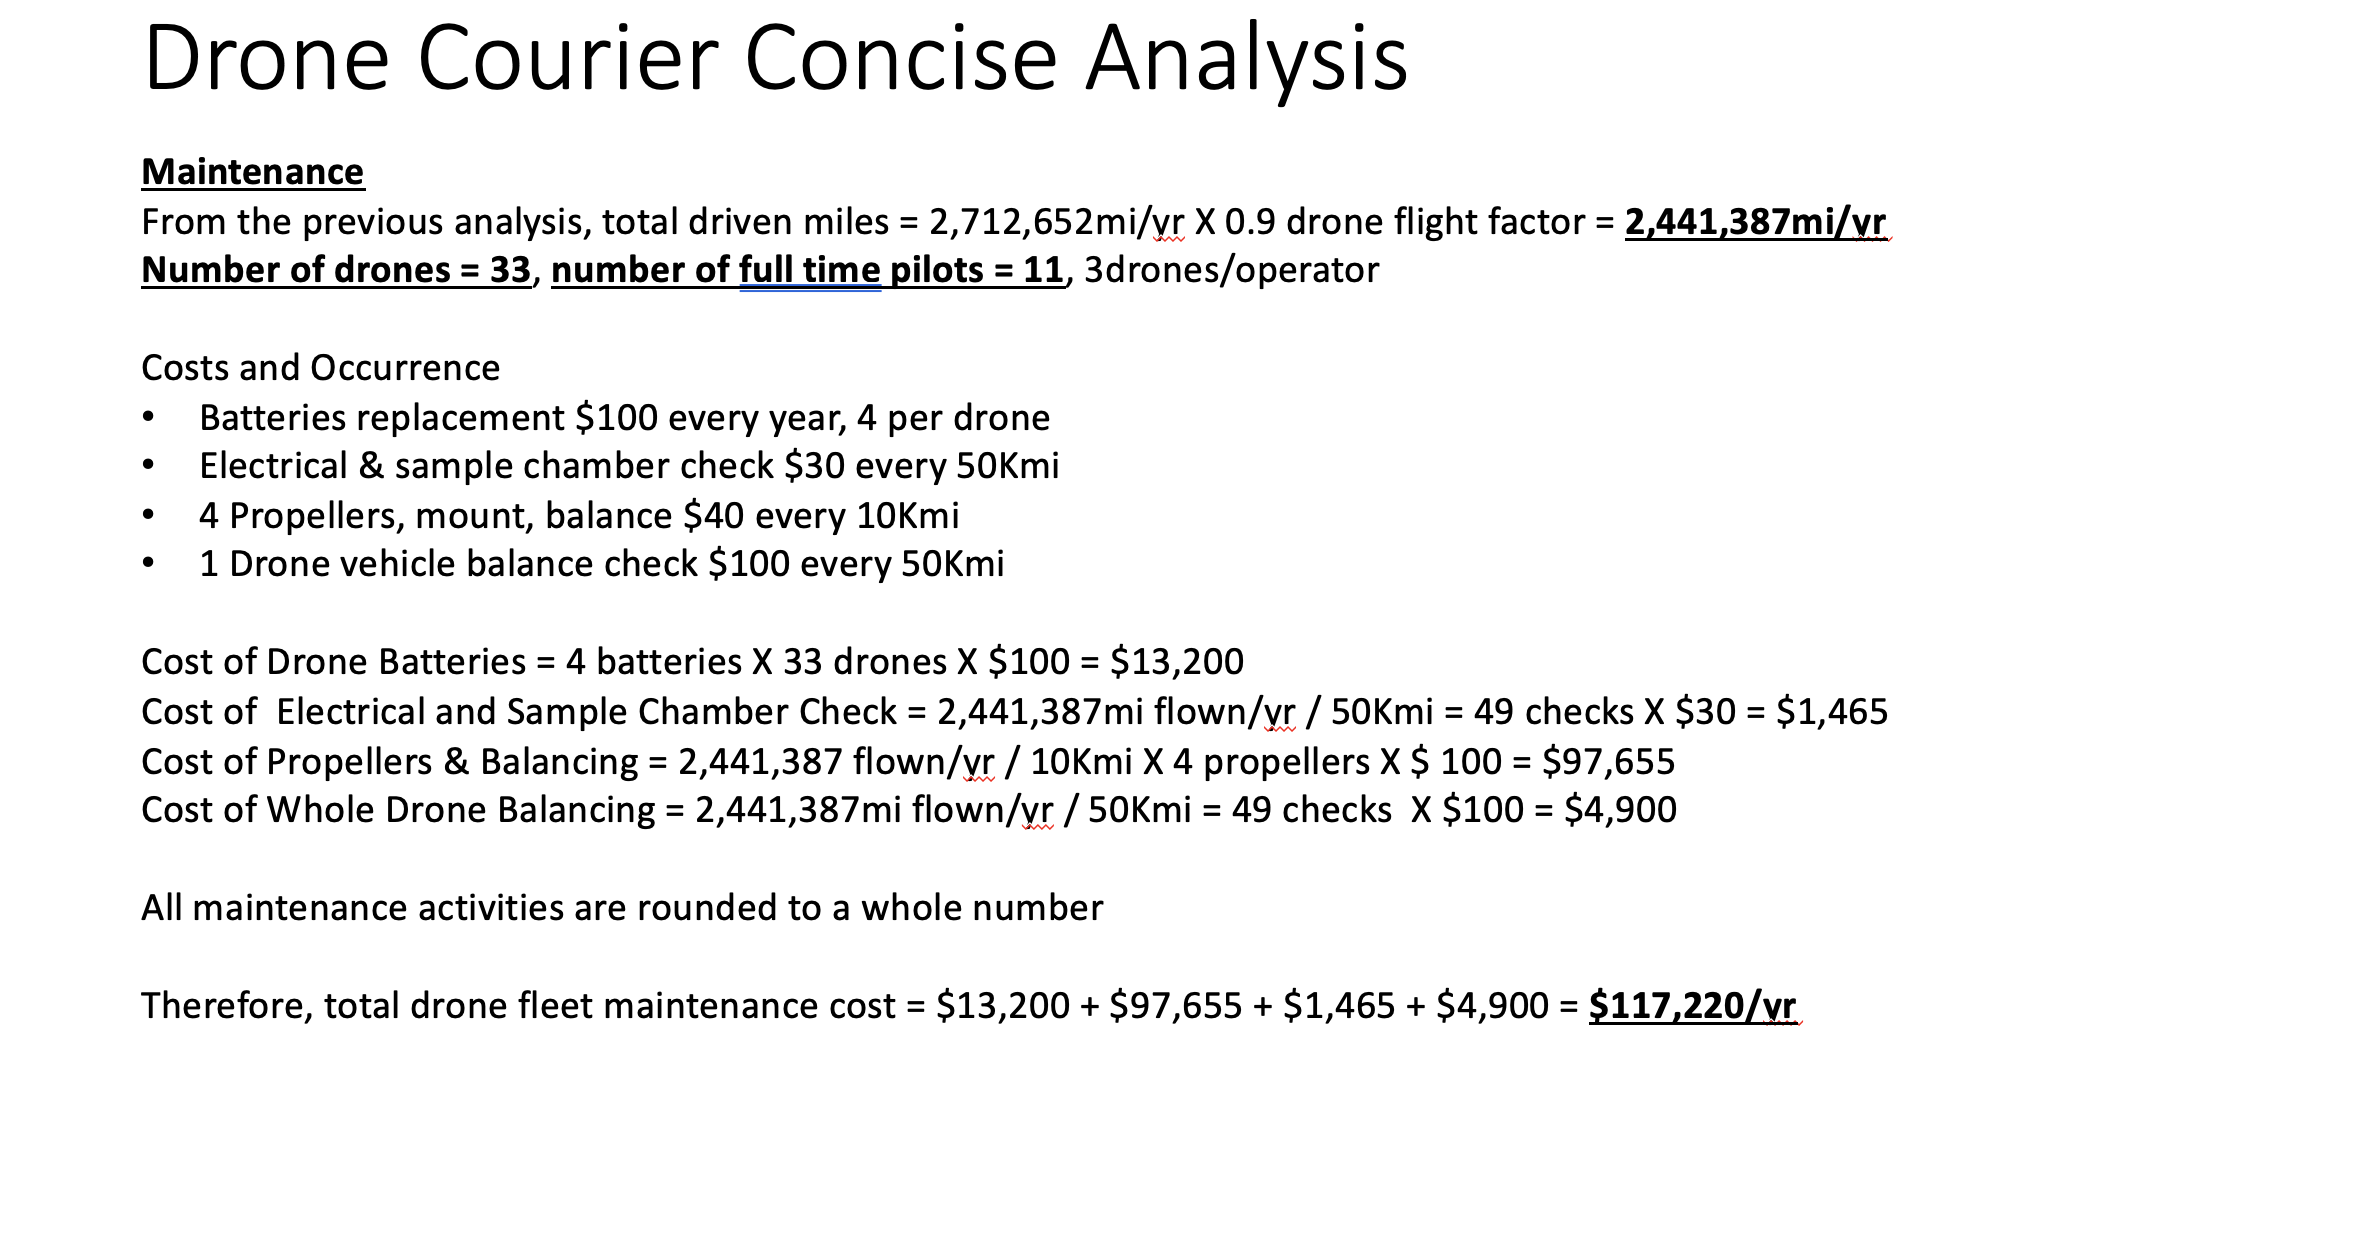 Drone Courier Concise Analysis
Maintenance
From the previous analysis, total driven miles = 2,712,652mi/yr X 0.9 drone flight factor = 2,441,387mi/yr
Number of drones = 33, number of full time pilots = 11, 3drones/operator
Costs and Occurrence
• Batteries replacement $100 every year, 4 per drone
• Electrical & sample chamber check $30 every 50Kmi
• 4 Propellers, mount, balance $40 every 10Kmi
• 1 Drone vehicle balance check $100 every 50Kmi
Cost of Drone Batteries = 4 batteries X 33 drones X $100 = $13,200
Cost of  Electrical and Sample Chamber Check = 2,441,387mi flown/yr / 50Kmi = 49 checks X $30 = $1,465
Cost of Propellers & Balancing = 2,441,387 flown/yr / 10Kmi X 4 propellers X $ 100 = $97,655
Cost of Whole Drone Balancing = 2,441,387mi flown/yr / 50Kmi = 49 checks  X $100 = $4,900
All maintenance activities are rounded to a whole number
Therefore, total drone fleet maintenance cost = $13,200 + $97,655 + $1,465 + $4,900 = $117,220/yr